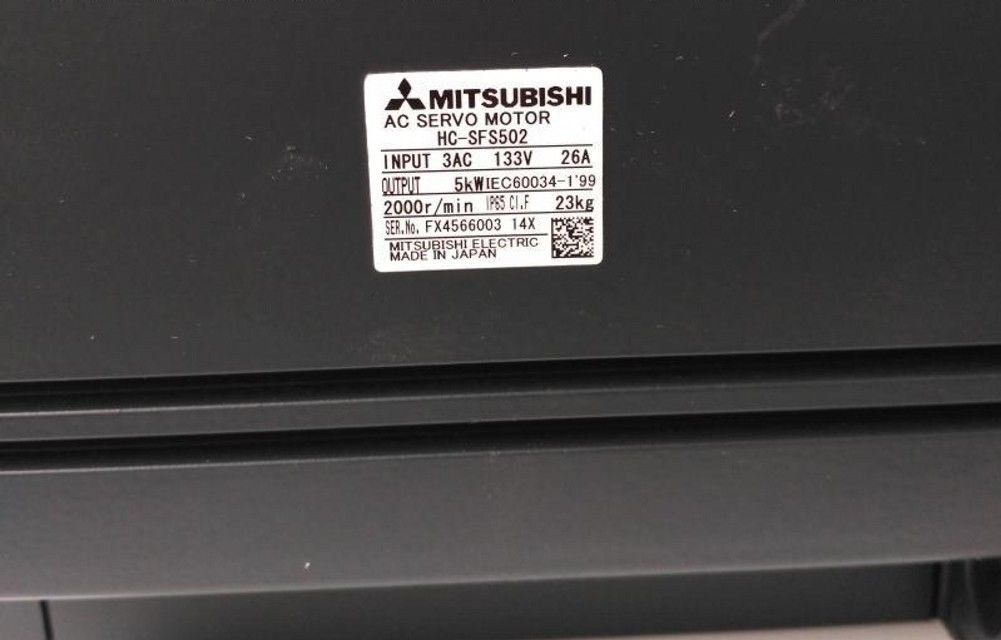 MITSUBISHI
AC SERVO MOTOR
HC-SFS502
INPUT 3AC 133V 26A
OUTPUT 5kW IEC60034-1'99
2000r/min IP65 Cl.F 23kg
SER.No. FX4566003 14X
MITSUBISHI ELECTRIC
MADE IN JAPAN